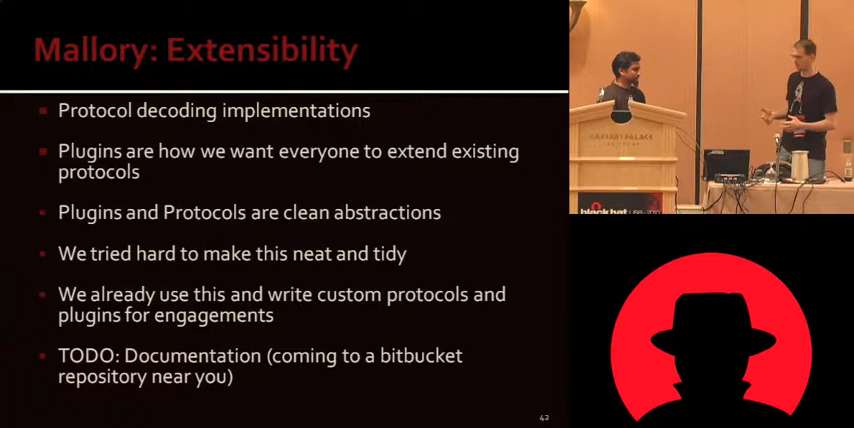 Mallory: Extensibility
Protocol decoding implementations
Plugins are how we want everyone to extend existing
protocols
Plugins and Protocols are clean abstractions
We tried hard to make this neat and tidy
We already use this and write custom protocols and
plugins for engagements
TODO: Documentation (coming to a bitbucket
repository near you)
42
CAESARS PALACE
black hat USA 2010